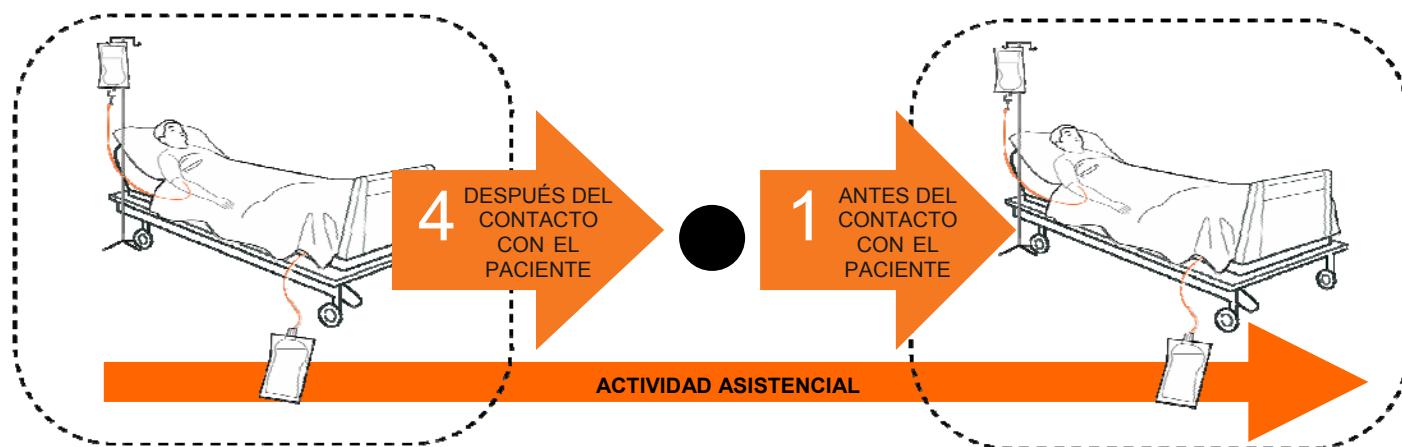 4
DESPUÉS DEL
CONTACTO
CON EL
PACIENTE
1
ANTES DEL
CONTACTO
CON EL
PACIENTE
ACTIVIDAD ASISTENCIAL